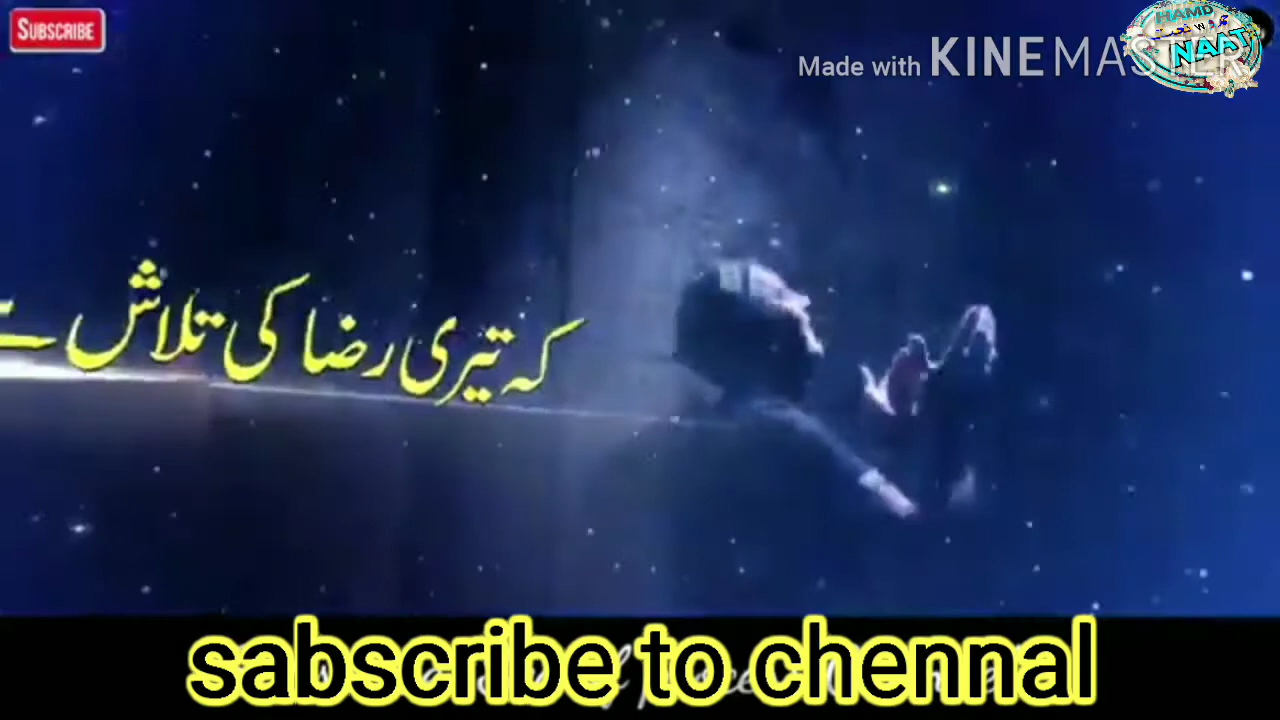 SUBSCRIBE
Made with KINEMASTER
HAMD
NAAT
کہ تیری رضا کی تلاش ہے
sabscribe to chennal